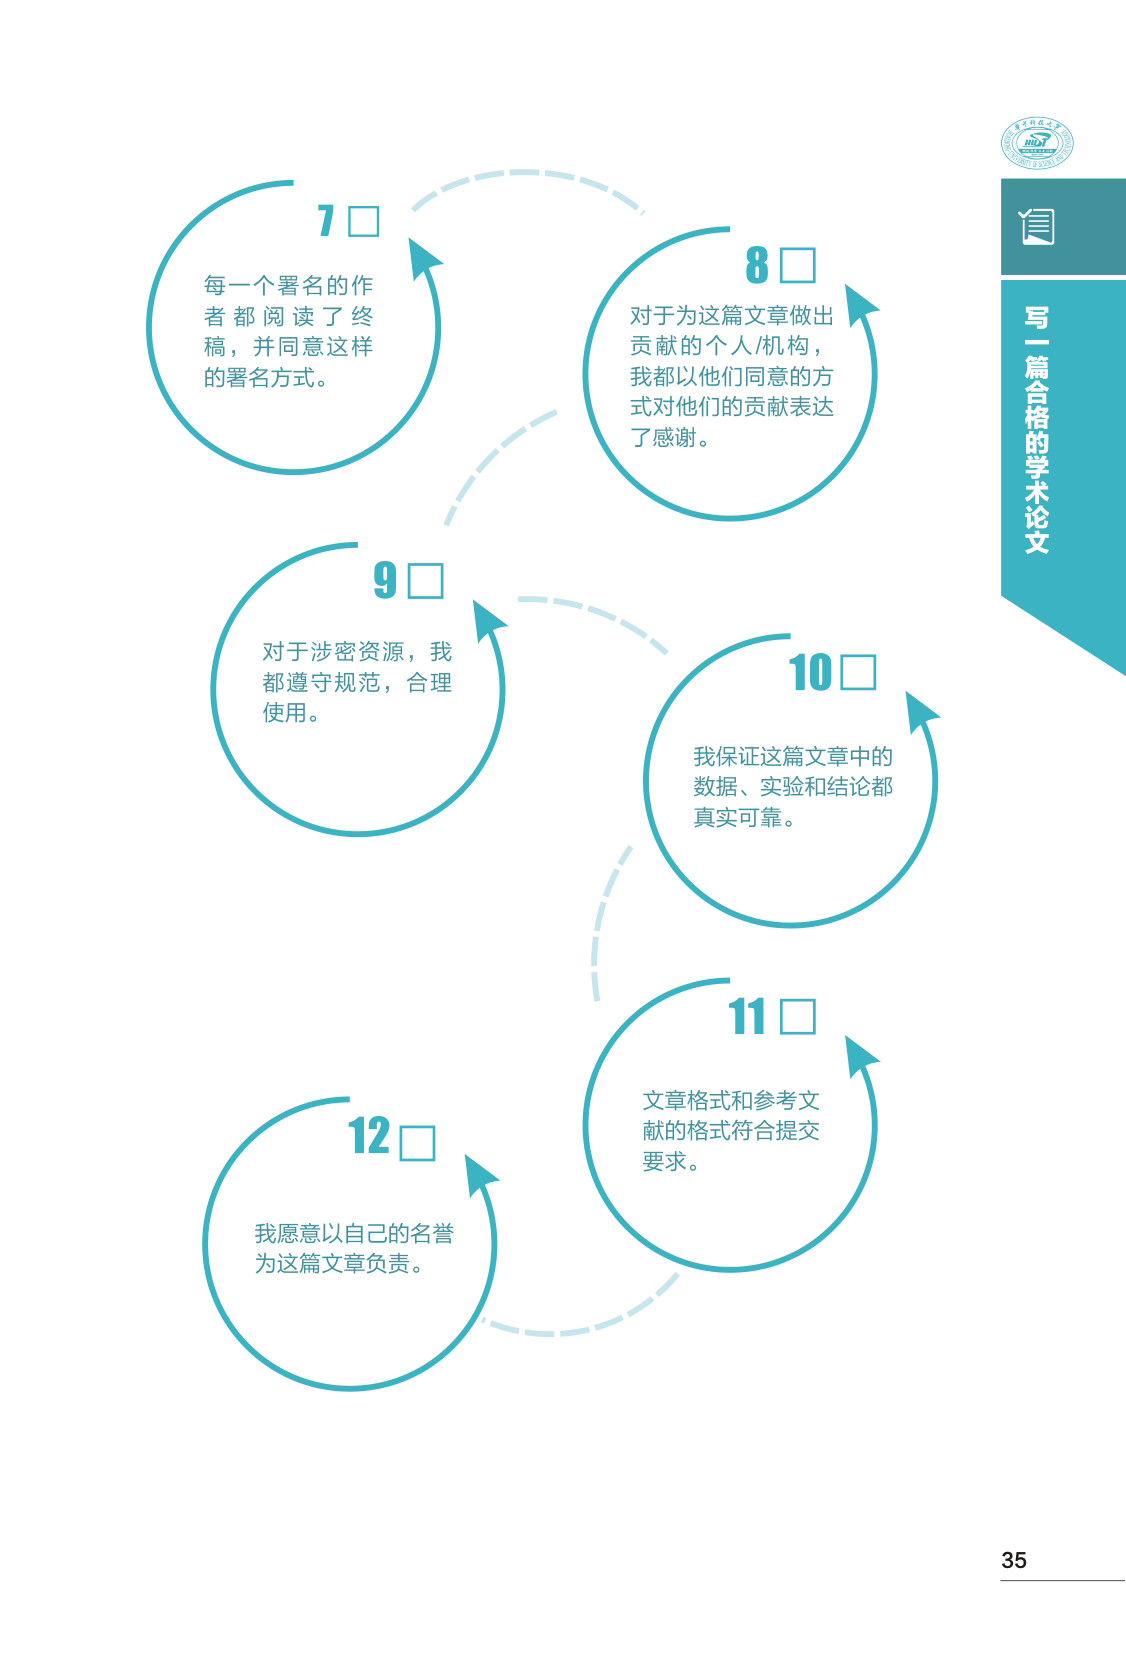 华中科技大学
HUST
写一篇合格的学术论文
7
每一个署名的作
者都阅读了终
稿，并同意这样
的署名方式。
8
对于为这篇文章做出
贡献的个人/机构，
我都以他们同意的方
式对他们的贡献表达
了感谢。
9
对于涉密资源，我
都遵守规范，合理
使用。
10
我保证这篇文章中的
数据、实验和结论都
真实可靠。
11
文章格式和参考文
献的格式符合提交
要求。
12
我愿意以自己的名誉
为这篇文章负责。
35